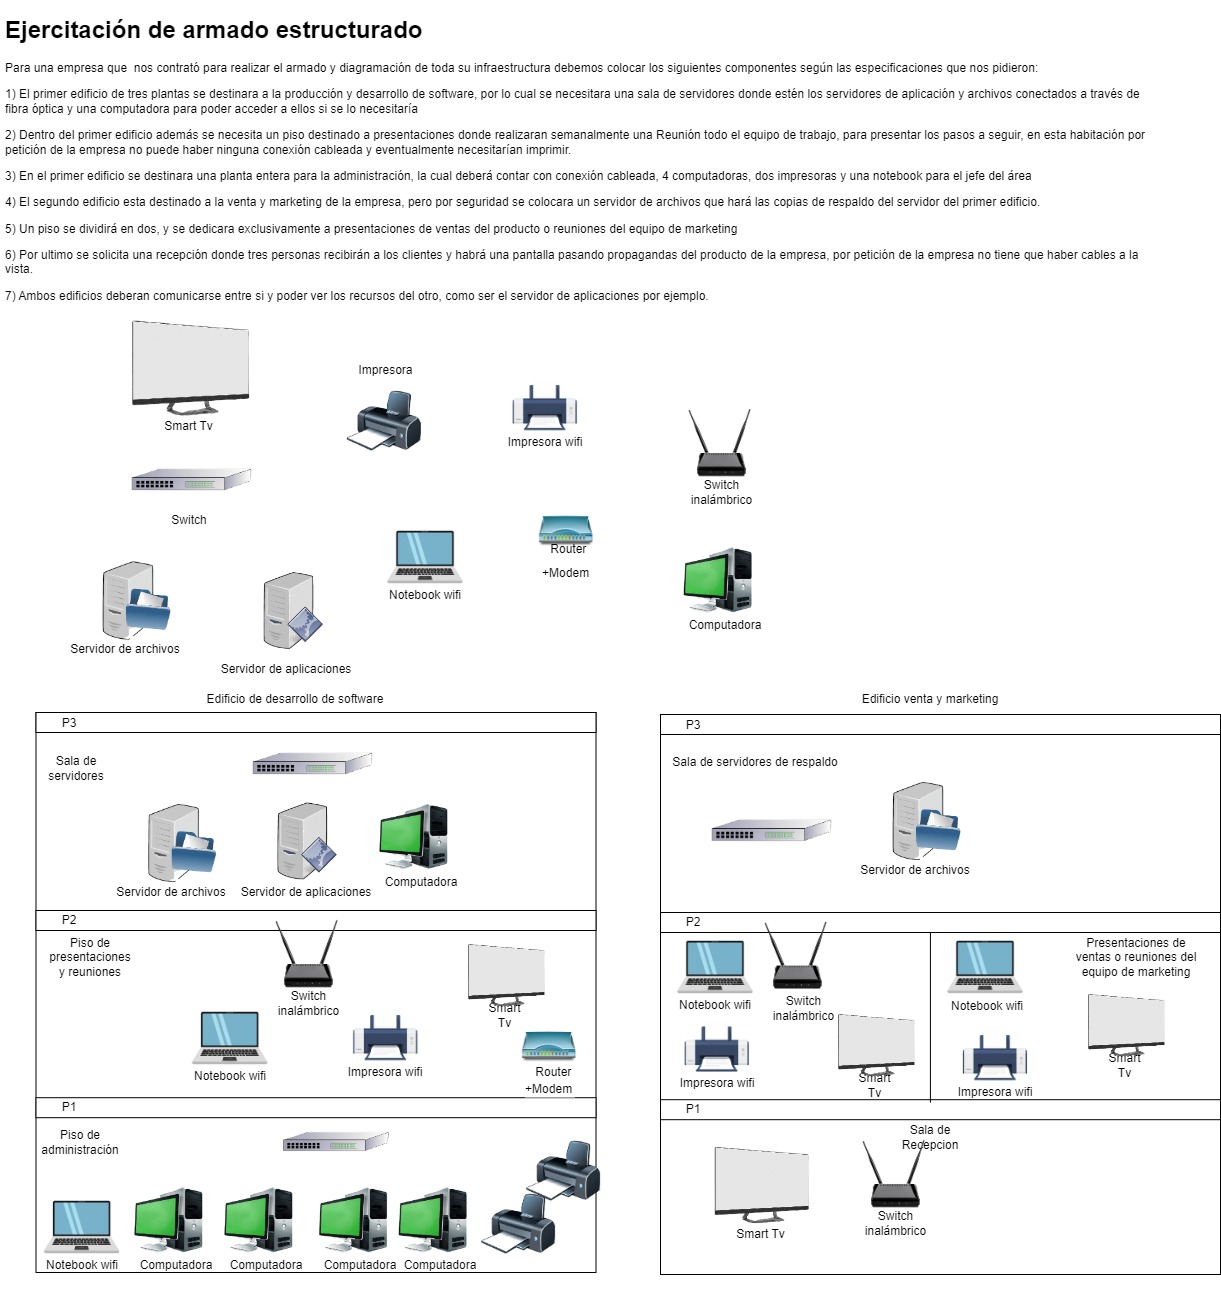 Ejercitación de armado estructurado
Para una empresa que  nos contrató para realizar el armado y diagramación de toda su infraestructura debemos colocar los siguientes componentes según las especificaciones que nos pidieron:
1) El primer edificio de tres plantas se destinara a la producción y desarrollo de software, por lo cual se necesitara una sala de servidores donde estén los servidores de aplicación y archivos conectados a través de
fibra óptica y una computadora para poder acceder a ellos si se lo necesitaría
2) Dentro del primer edificio además se necesita un piso destinado a presentaciones donde realizaran semanalmente una Reunión todo el equipo de trabajo, para presentar los pasos a seguir, en esta habitación por
petición de la empresa no puede haber ninguna conexión cableada y eventualmente necesitarían imprimir.
3) En el primer edificio se destinara una planta entera para la administración, la cual deberá contar con conexión cableada, 4 computadoras, dos impresoras y una notebook para el jefe del área
4) El segundo edificio esta destinado a la venta y marketing de la empresa, pero por seguridad se colocara un servidor de archivos que hará las copias de respaldo del servidor del primer edificio.
5) Un piso se dividirá en dos, y se dedicara exclusivamente a presentaciones de ventas del producto o reuniones del equipo de marketing
6) Por ultimo se solicita una recepción donde tres personas recibirán a los clientes y habrá una pantalla pasando propagandas del producto de la empresa, por petición de la empresa no tiene que haber cables a la
vista.
7) Ambos edificios deberan comunicarse entre si y poder ver los recursos del otro, como ser el servidor de aplicaciones por ejemplo.
Smart Tv
Impresora
Impresora wifi
Switch
inalámbrico
Switch
Notebook wifi
Router
+Modem
Computadora
Servidor de archivos
Servidor de aplicaciones
Edificio de desarrollo de software
P3
Sala de
servidores
Servidor de archivos
Servidor de aplicaciones
Computadora
P2
Piso de
presentaciones
y reuniones
Switch
inalámbrico
Smart
Tv
Notebook wifi
Impresora wifi
Router
+Modem
P1
Piso de
administración
Notebook wifi
Computadora
Computadora
Computadora
Computadora
Edificio venta y marketing
P3
Sala de servidores de respaldo
Servidor de archivos
P2
Notebook wifi
Switch
inalámbrico
Impresora wifi
Smart
Tv
Notebook wifi
Presentaciones de
ventas o reuniones del
equipo de marketing
Impresora wifi
Smart
Tv
P1
Sala de
Recepcion
Smart Tv
Switch
inalámbrico